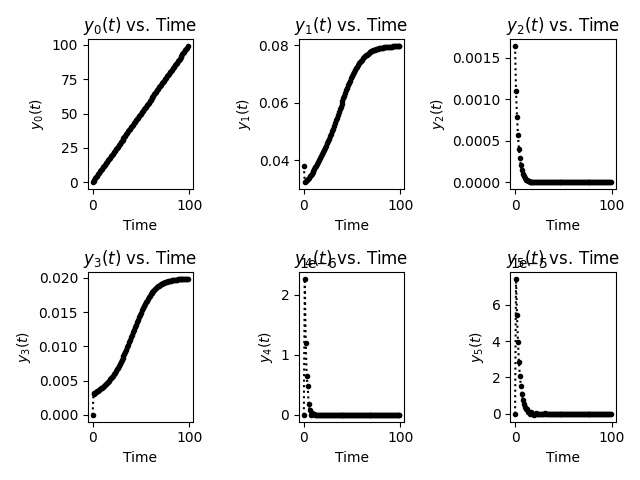 y₀(t) vs. Time
y₁(t) vs. Time
y₂(t) vs. Time
100
75
50
25
0
y₀(t)
0
100
Time
0.08
0.06
0.04
y₁(t)
0
100
Time
0.0015
0.0010
0.0005
0.0000
y₂(t)
0
100
Time
y₃(t) vs. Time
y₄(t) vs. Time
y₅(t) vs. Time
0.020
0.015
0.010
0.005
0.000
y₃(t)
0
100
Time
1e−6
2
1
0
y₄(t)
0
100
Time
1e−5
6
4
2
0
y₅(t)
0
100
Time